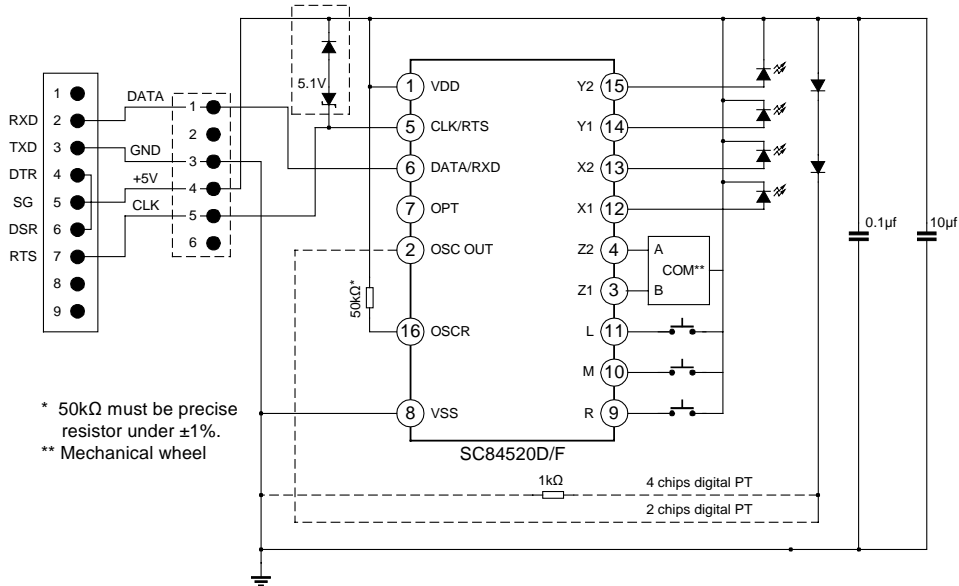 1
RXD 2 DATA
TXD 3 GND
DTR 4
SG 5 +5V
DSR 6 CLK
RTS 7
8
9
1
2
3
4
5
6
5.1V
50kΩ*
1 VDD
5 CLK/RTS
6 DATA/RXD
7 OPT
2 OSC OUT
16 OSCR
8 VSS
Y2 15
Y1 14
X2 13
X1 12
Z2 4 A
COM**
Z1 3 B
L 11
M 10
R 9
0.1µf
10µf
SC84520D/F
* 50kΩ must be precise
resistor under ±1%.
** Mechanical wheel
1kΩ
4 chips digital PT
2 chips digital PT